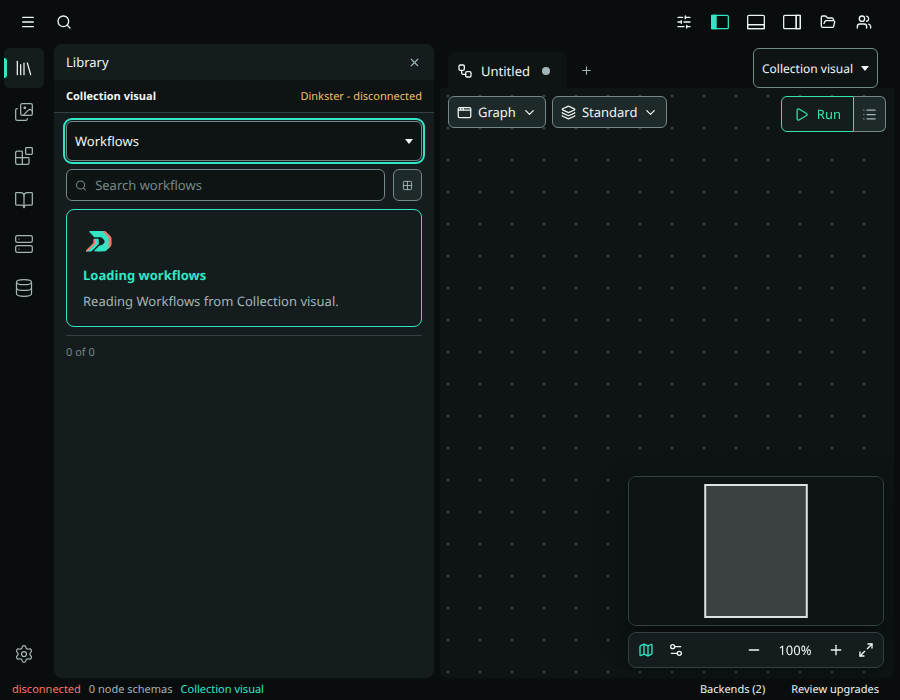 Library
Collection visual
Dinkster - disconnected
Workflows
Search workflows
Loading workflows
Reading Workflows from Collection visual.
0 of 0
Untitled
Collection visual
Graph
Standard
Run
100%
disconnected
0 node schemas
Collection visual
Backends (2)
Review upgrades